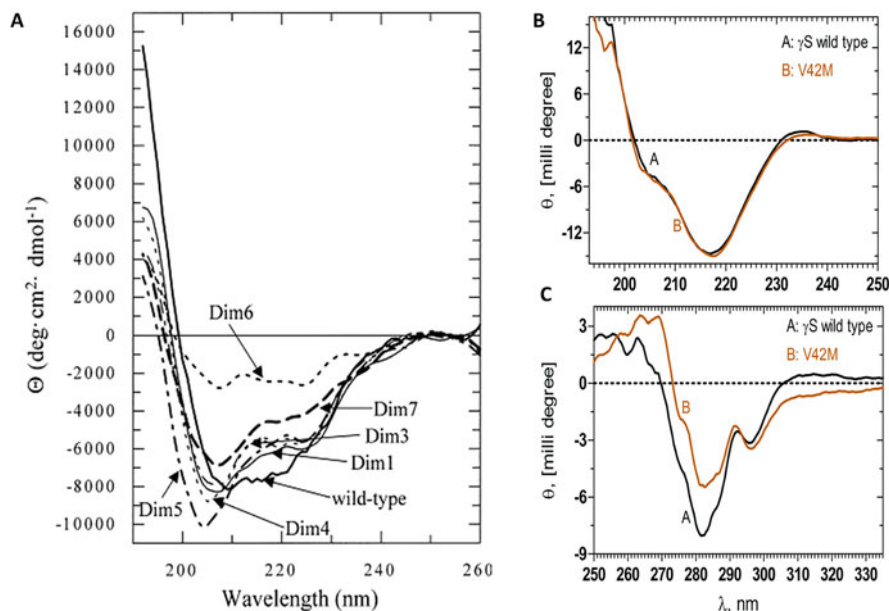 A
16000
14000
12000
10000
8000
6000
4000
2000
0
-2000
-4000
-6000
-8000
-10000
Θ (deg·cm²· dmol⁻¹)
Dim6
Dim7
Dim3
Dim1
wild-type
Dim5
Dim4
200
220
240
260
Wavelength (nm)
B
A: γS wild type
B: V42M
12
6
0
-6
-12
θ, [milli degree]
A
B
200
210
220
230
240
250
C
A: γS wild type
B: V42M
3
0
-3
-6
-9
θ, [milli degree]
B
A
250
260
270
280
290
300
310
320
330
λ, nm